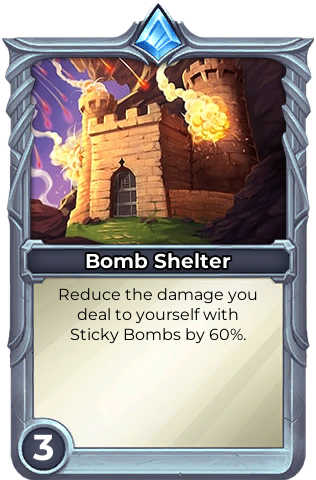 Bomb Shelter
Reduce the damage you
deal to yourself with
Sticky Bombs by 60%.
3